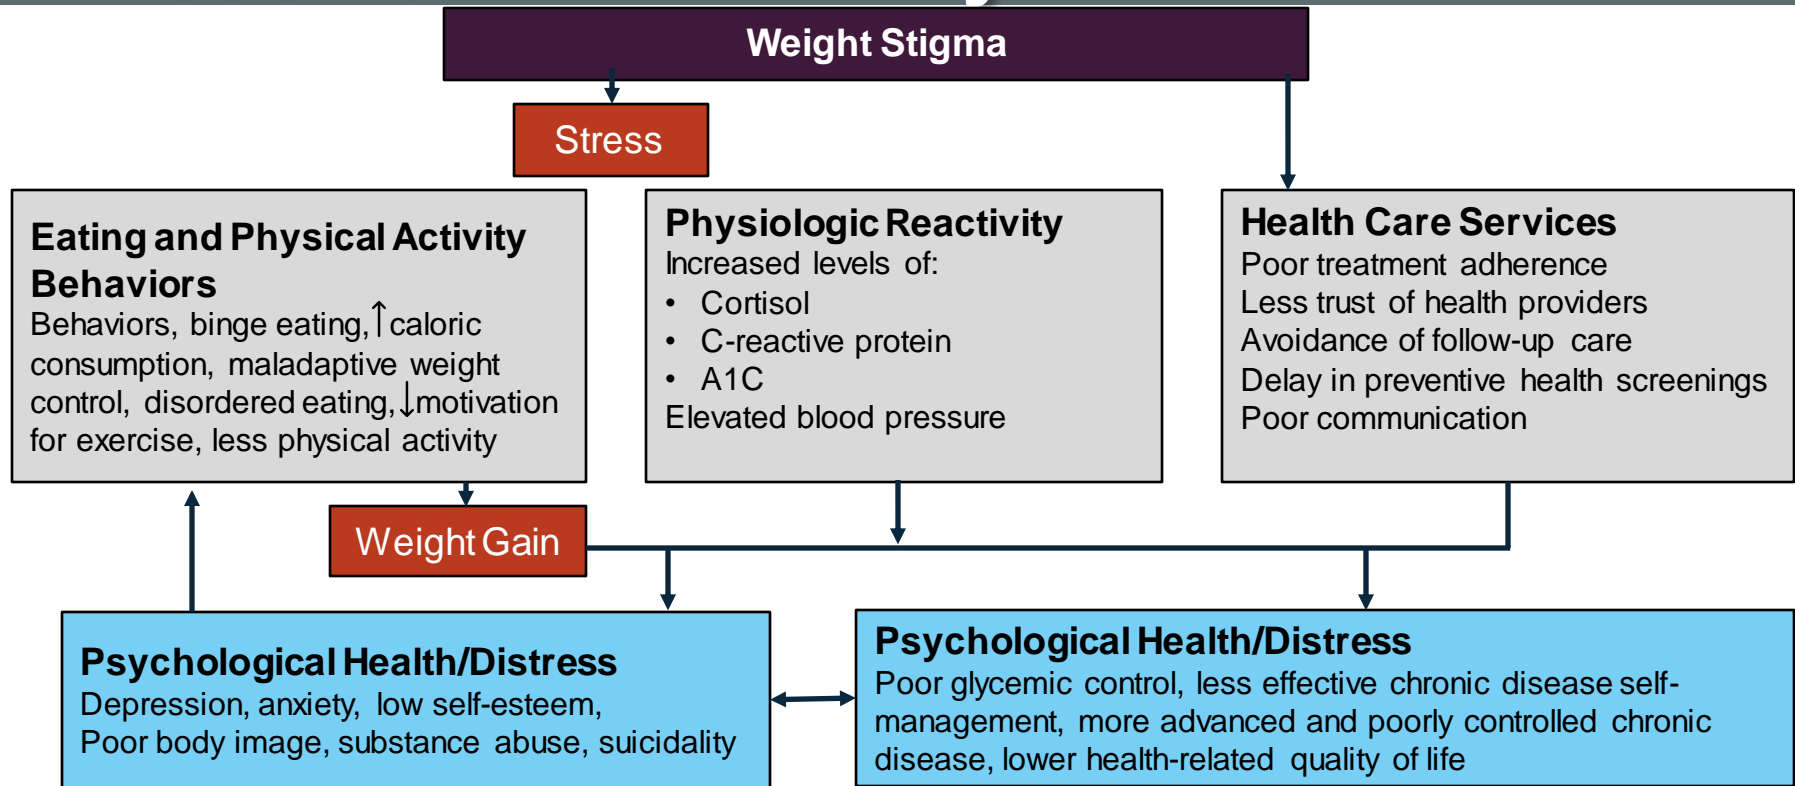 Weight Stigma
Stress
Eating and Physical Activity
Behaviors
Behaviors, binge eating,↑caloric
consumption, maladaptive weight
control, disordered eating,↓motivation
for exercise, less physical activity
Physiologic Reactivity
Increased levels of:
• Cortisol
• C-reactive protein
• A1C
Elevated blood pressure
Health Care Services
Poor treatment adherence
Less trust of health providers
Avoidance of follow-up care
Delay in preventive health screenings
Poor communication
Weight Gain
Psychological Health/Distress
Depression, anxiety, low self-esteem,
Poor body image, substance abuse, suicidality
Psychological Health/Distress
Poor glycemic control, less effective chronic disease self-
management, more advanced and poorly controlled chronic
disease, lower health-related quality of life